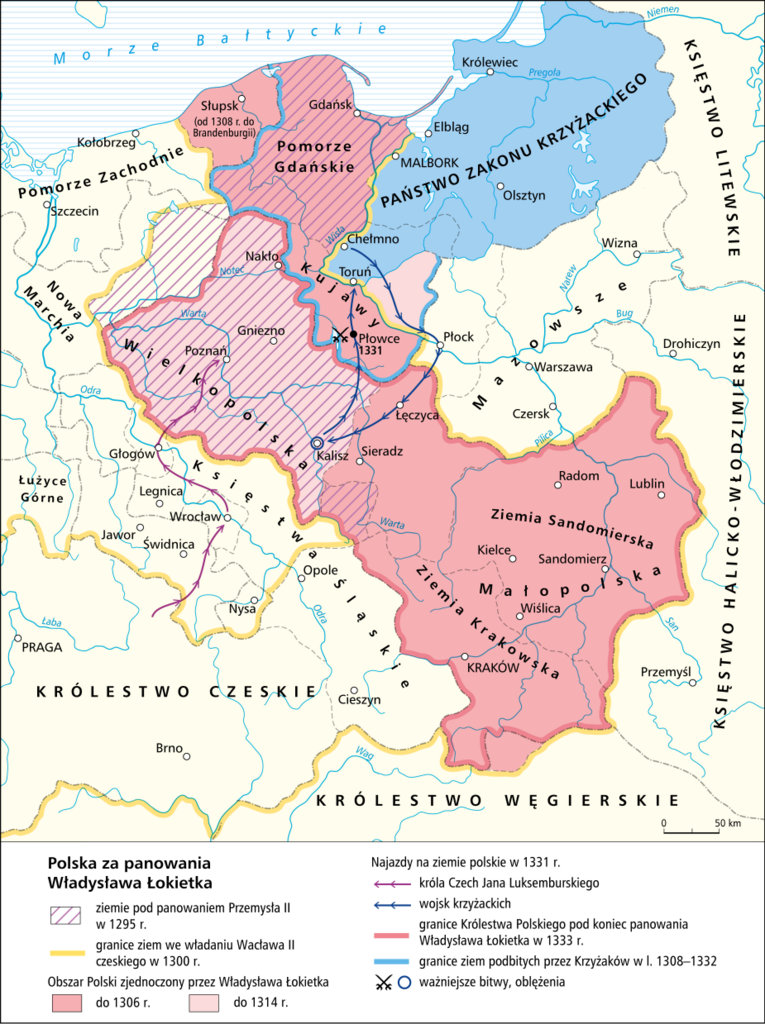 Morze Bałtyckie
Niemen
Królewiec
Pregoła
Słupsk
(od 1308 r. do
Brandenburgii)
Gdańsk
Elbląg
KSIĘSTWO LITEWSKIE
Kołobrzeg
Pomorze
Gdańskie
MALBORK
PAŃSTWO ZAKONU KRZYŻACKIEGO
Pomorze Zachodnie
Olsztyn
Szczecin
Wisła
Chełmno
Wizna
Nakło
Noteć
Toruń
Kujawy
Narew
Nowa
Marchia
Warta
Gniezno
Płowce
1331
Płock
Bug
Mazowsze
Drohiczyn
Poznań
Wielkopolska
Warszawa
Odra
Łęczyca
Czersk
Pilica
Głogów
Kalisz
Sieradz
Radom
Lublin
Łużyce
Górne
Legnica
Księstwa Śląskie
Wrocław
Warta
Ziemia Sandomierska
Jawor
Świdnica
Kielce
Sandomierz
Opole
Ziemia Krakowska
Małopolska
Nysa
Odra
Wiślica
San
Łaba
PRAGA
KRAKÓW
Przemyśl
KSIĘSTWO HALICKO-WŁODZIMIERSKIE
KRÓLESTWO CZESKIE
Cieszyn
Brno
Wag
KRÓLESTWO WĘGIERSKIE
0 50 km
Polska za panowania
Władysława Łokietka
ziemie pod panowaniem Przemysła II
w 1295 r.
granice ziem we władaniu Wacława II
czeskiego w 1300 r.
Obszar Polski zjednoczony przez Władysława Łokietka
do 1306 r. do 1314 r.
Najazdy na ziemie polskie w 1331 r.
króla Czech Jana Luksemburskiego
wojsk krzyżackich
granice Królestwa Polskiego pod koniec panowania
Władysława Łokietka w 1333 r.
granice ziem podbitych przez Krzyżaków w l. 1308–1332
ważniejsze bitwy, oblężenia